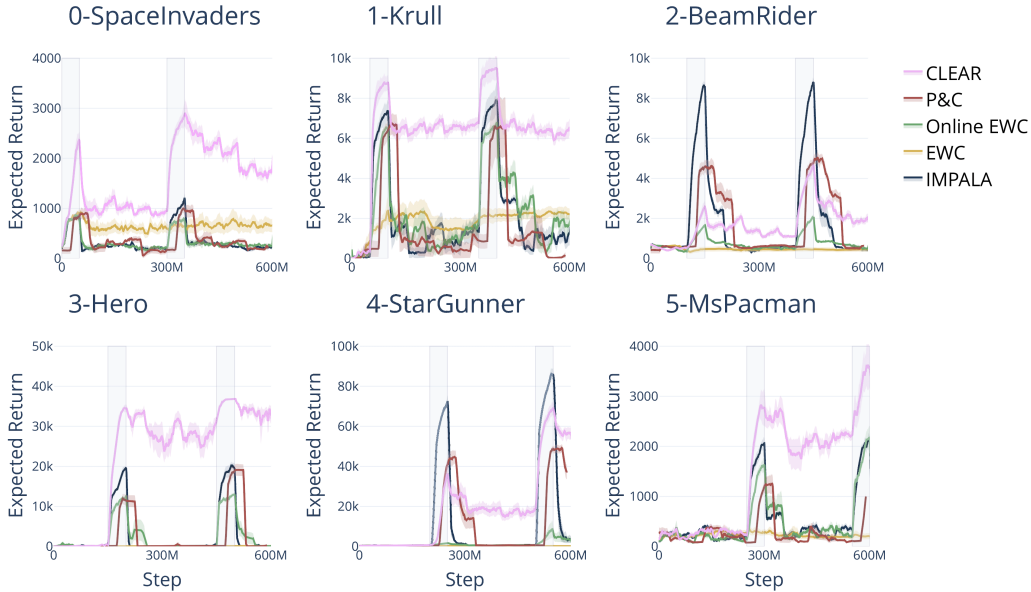 0-SpaceInvaders 1-Krull 2-BeamRider
Expected Return
4000
3000
2000
1000
0
0 300M 600M
Expected Return
10k
8k
6k
4k
2k
0
0 300M 600M
Expected Return
10k
8k
6k
4k
2k
0
0 300M 600M
CLEAR
P&C
Online EWC
EWC
IMPALA
3-Hero 4-StarGunner 5-MsPacman
Expected Return
50k
40k
30k
20k
10k
0
0 300M 600M
Step
Expected Return
100k
80k
60k
40k
20k
0
0 300M 600M
Step
Expected Return
4000
3000
2000
1000
0
0 300M 600M
Step